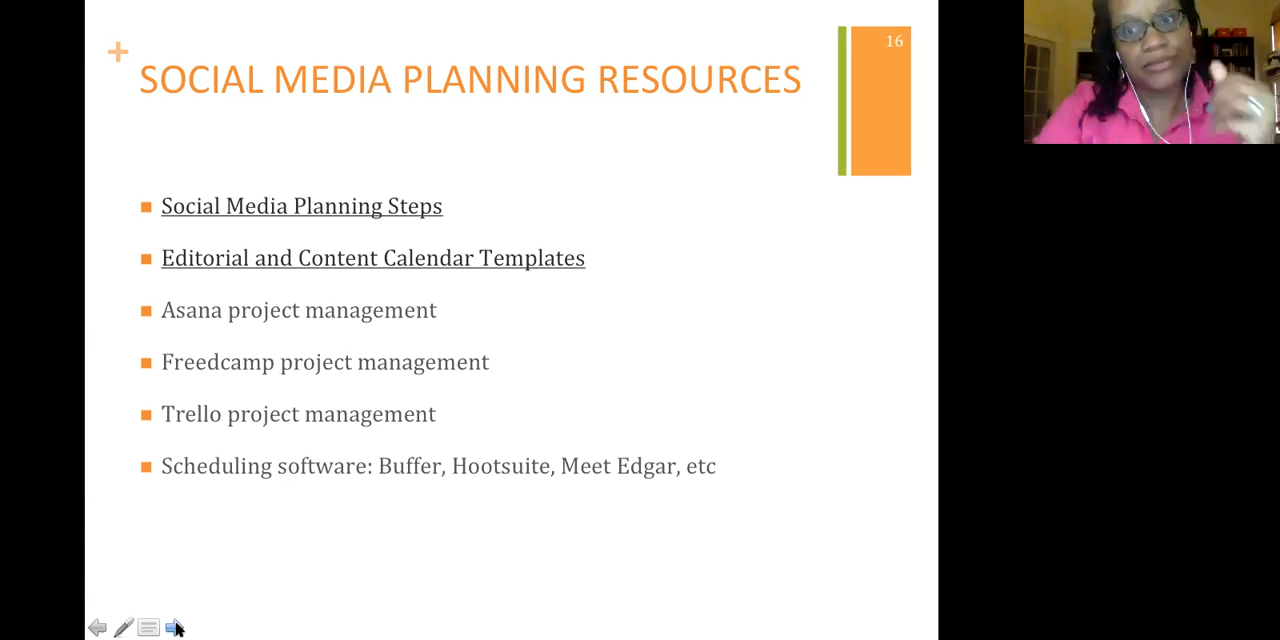 +
16
SOCIAL MEDIA PLANNING RESOURCES
Social Media Planning Steps
Editorial and Content Calendar Templates
Asana project management
Freedcamp project management
Trello project management
Scheduling software: Buffer, Hootsuite, Meet Edgar, etc